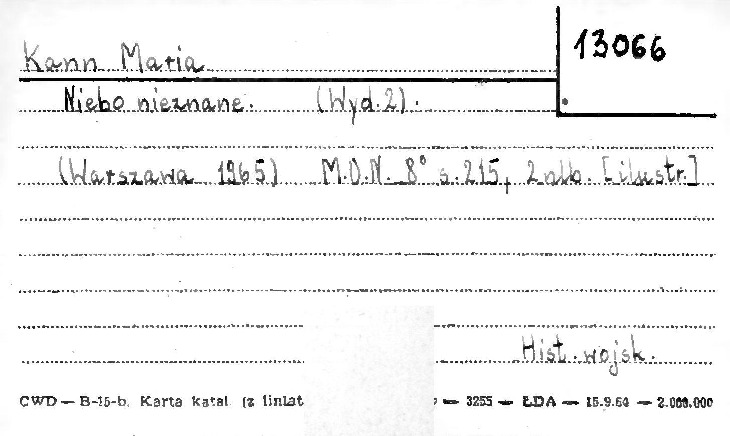 13066
Kann Maria
Niebo nieznane. (Wyd. 2).
(Warszawa 1965) M.O.N. 8° s. 215, 2 nlb. [ilustr.]
Hist. wojsk.
CWD — B-15-b. Karta katal. (z liniat — 3255 — ŁDA — 15.9.64 — 2.000.000